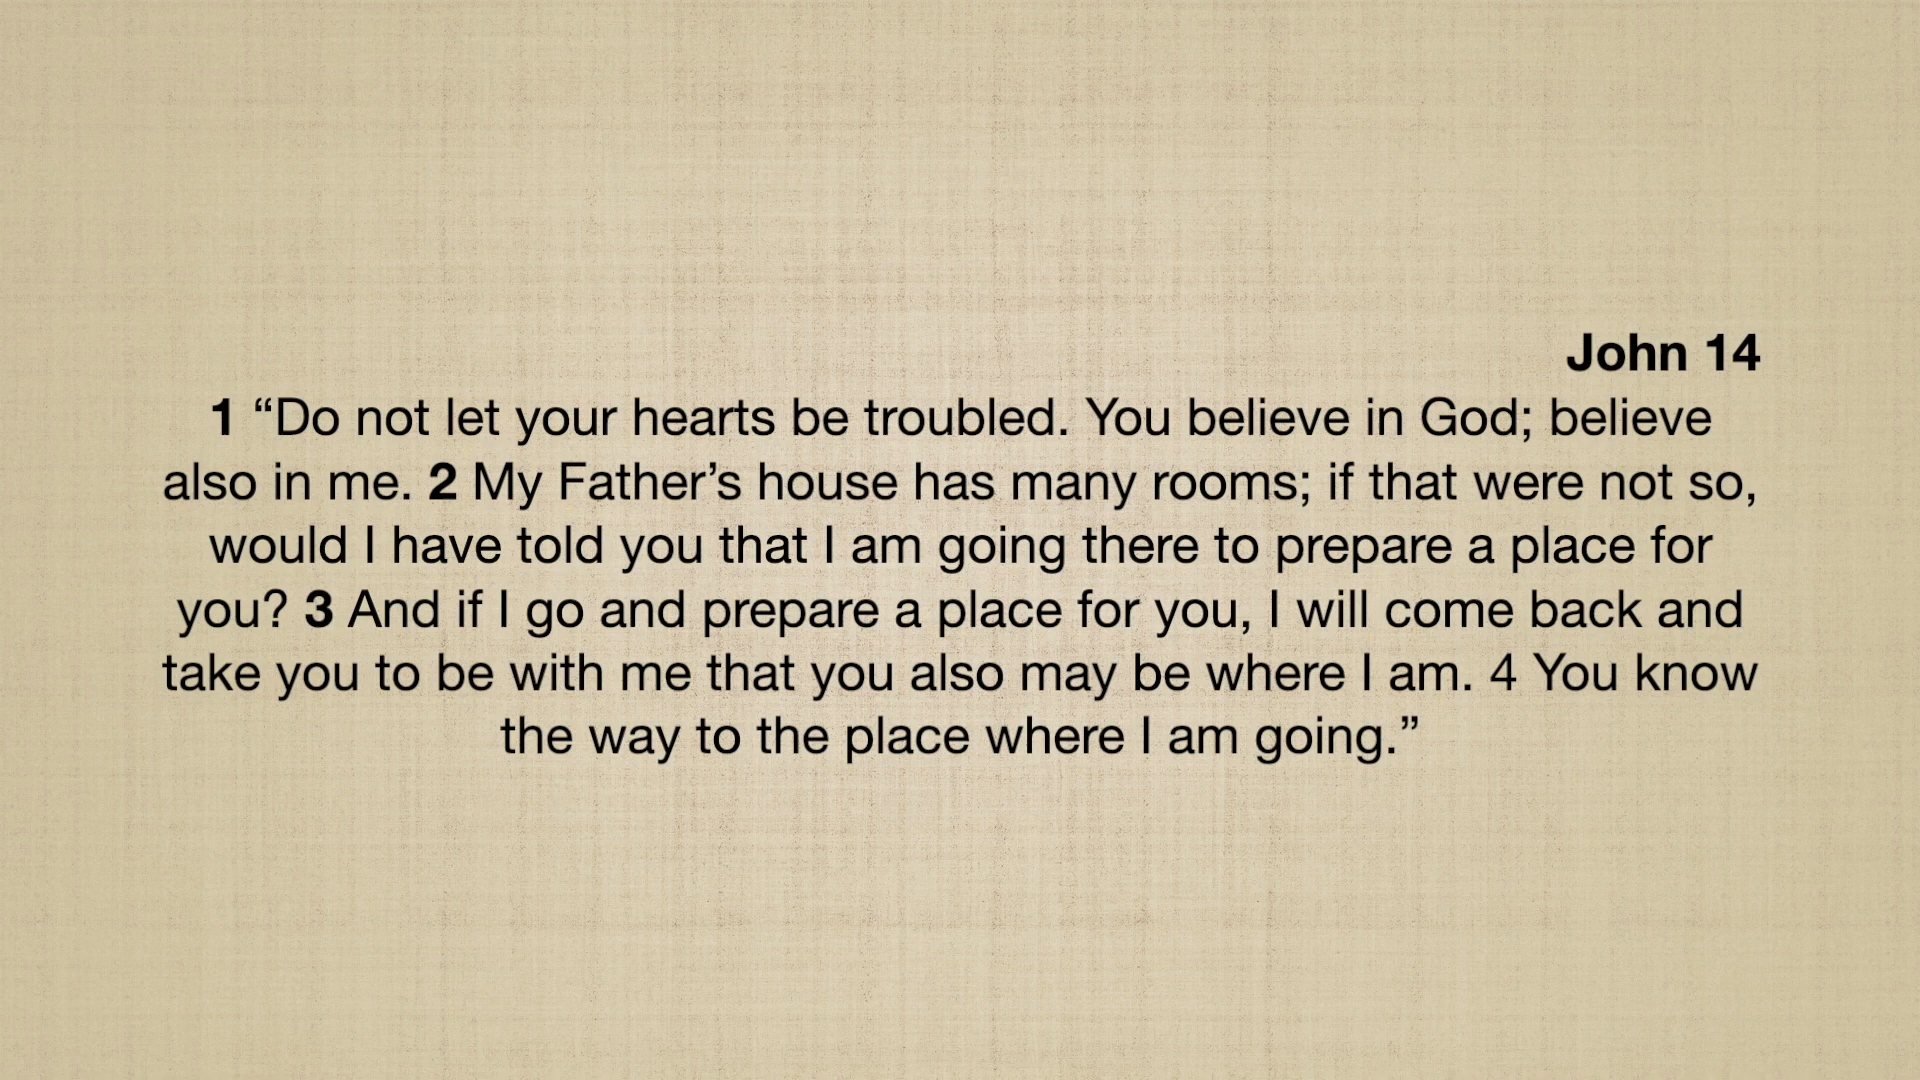 John 14
1 “Do not let your hearts be troubled. You believe in God; believe
also in me. 2 My Father’s house has many rooms; if that were not so,
would I have told you that I am going there to prepare a place for
you? 3 And if I go and prepare a place for you, I will come back and
take you to be with me that you also may be where I am. 4 You know
the way to the place where I am going.”